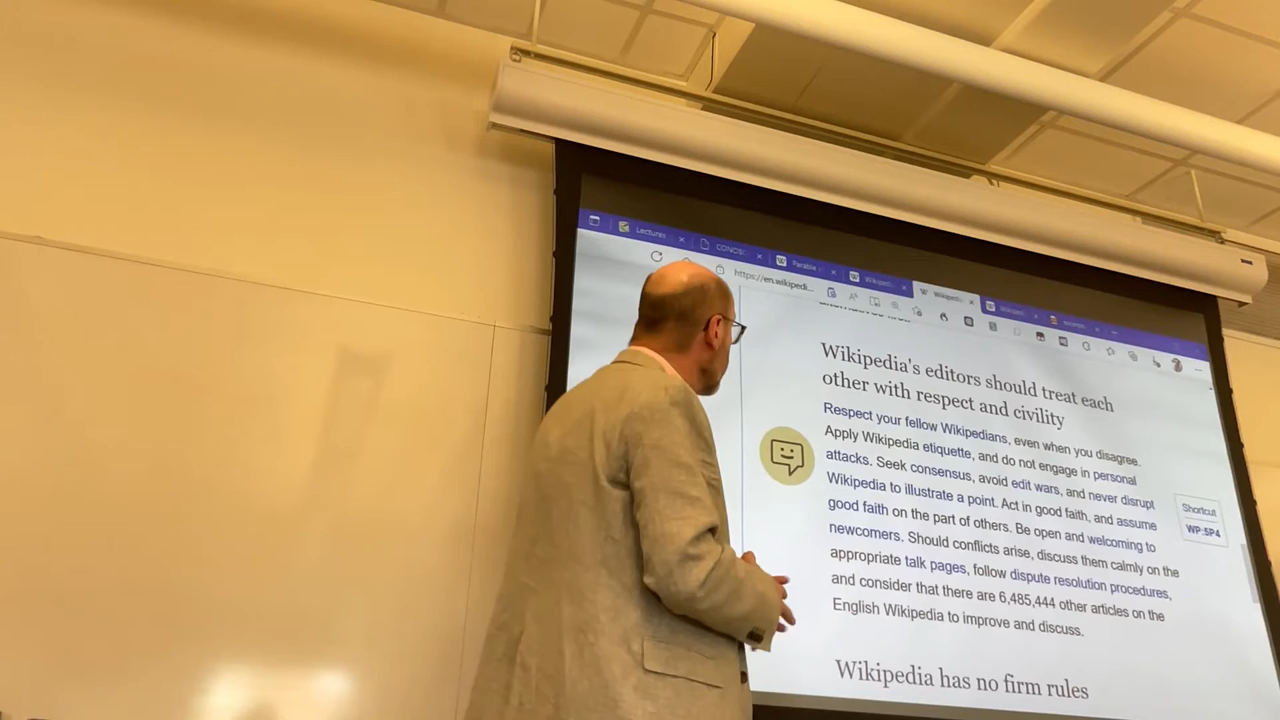 Lectures
CONDS
Parable
Wikipedi
Wikipedi
Wikipedi
https://en.wikipedi...
Wikipedia's editors should treat each
other with respect and civility
Respect your fellow Wikipedians, even when you disagree.
Apply Wikipedia etiquette, and do not engage in personal
attacks. Seek consensus, avoid edit wars, and never disrupt
Wikipedia to illustrate a point. Act in good faith, and assume
good faith on the part of others. Be open and welcoming to
newcomers. Should conflicts arise, discuss them calmly on the
appropriate talk pages, follow dispute resolution procedures,
and consider that there are 6,485,444 other articles on the
English Wikipedia to improve and discuss.
Shortcut
WP:5P4
Wikipedia has no firm rules